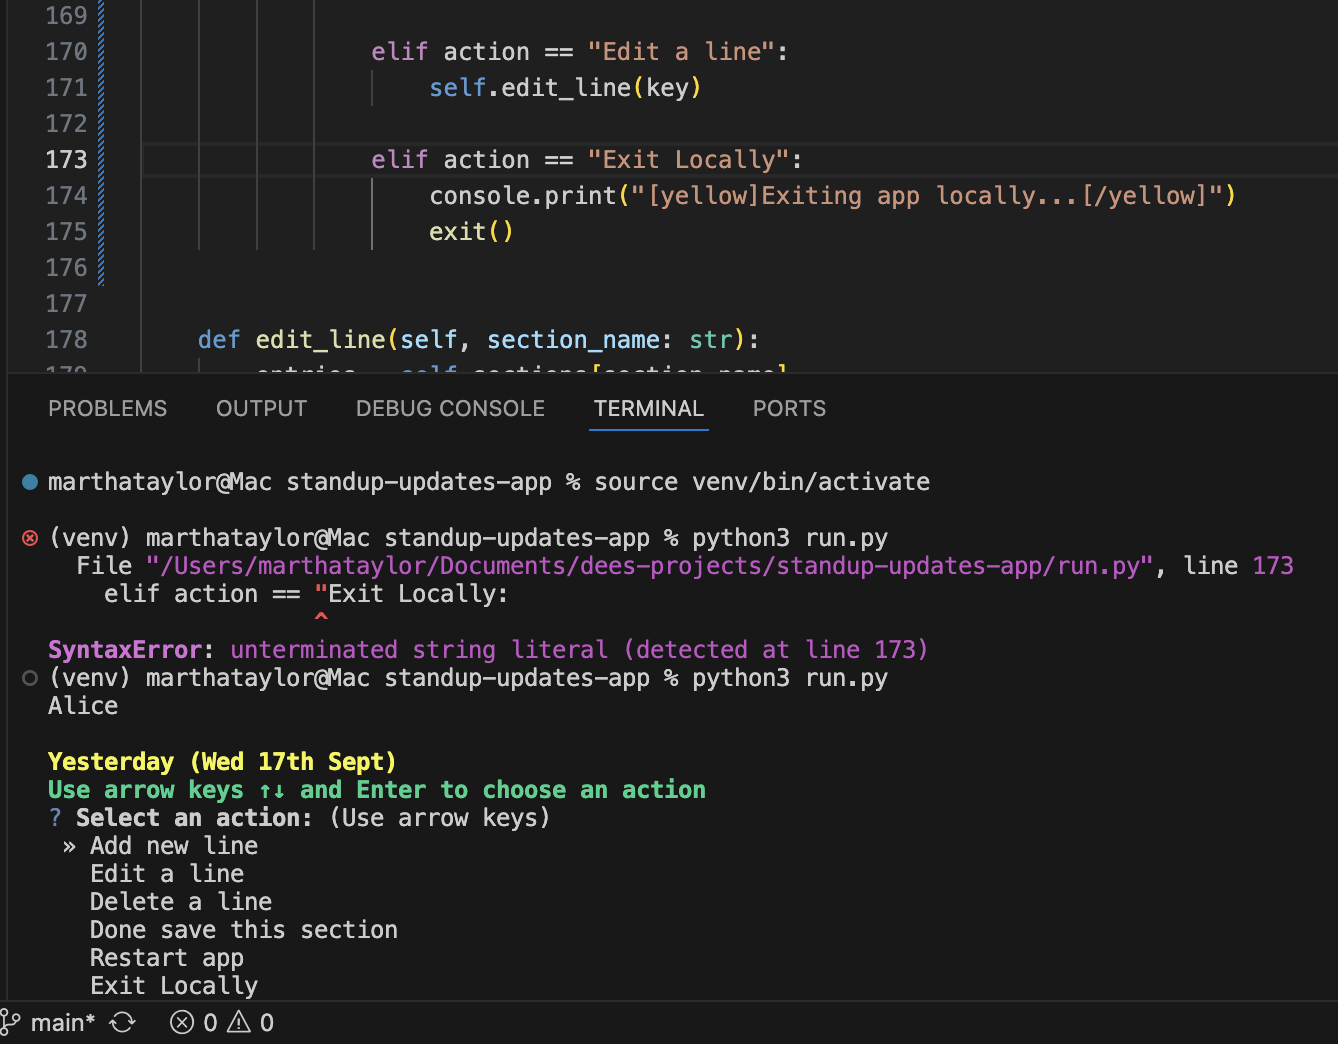 169
170 elif action == "Edit a line":
171 self.edit_line(key)
172
173 elif action == "Exit Locally":
174 console.print("[yellow]Exiting app locally...[/yellow]")
175 exit()
176
177
178 def edit_line(self, section_name: str):
179 entries = self.sections[section_name]
PROBLEMS OUTPUT DEBUG CONSOLE TERMINAL PORTS
marthataylor@Mac standup-updates-app % source venv/bin/activate
(venv) marthataylor@Mac standup-updates-app % python3 run.py
File "/Users/marthataylor/Documents/dees-projects/standup-updates-app/run.py", line 173
elif action == "Exit Locally:
^
SyntaxError: unterminated string literal (detected at line 173)
(venv) marthataylor@Mac standup-updates-app % python3 run.py
Alice
Yesterday (Wed 17th Sept)
Use arrow keys ↑↓ and Enter to choose an action
? Select an action: (Use arrow keys)
» Add new line
Edit a line
Delete a line
Done save this section
Restart app
Exit Locally
main* 0 0